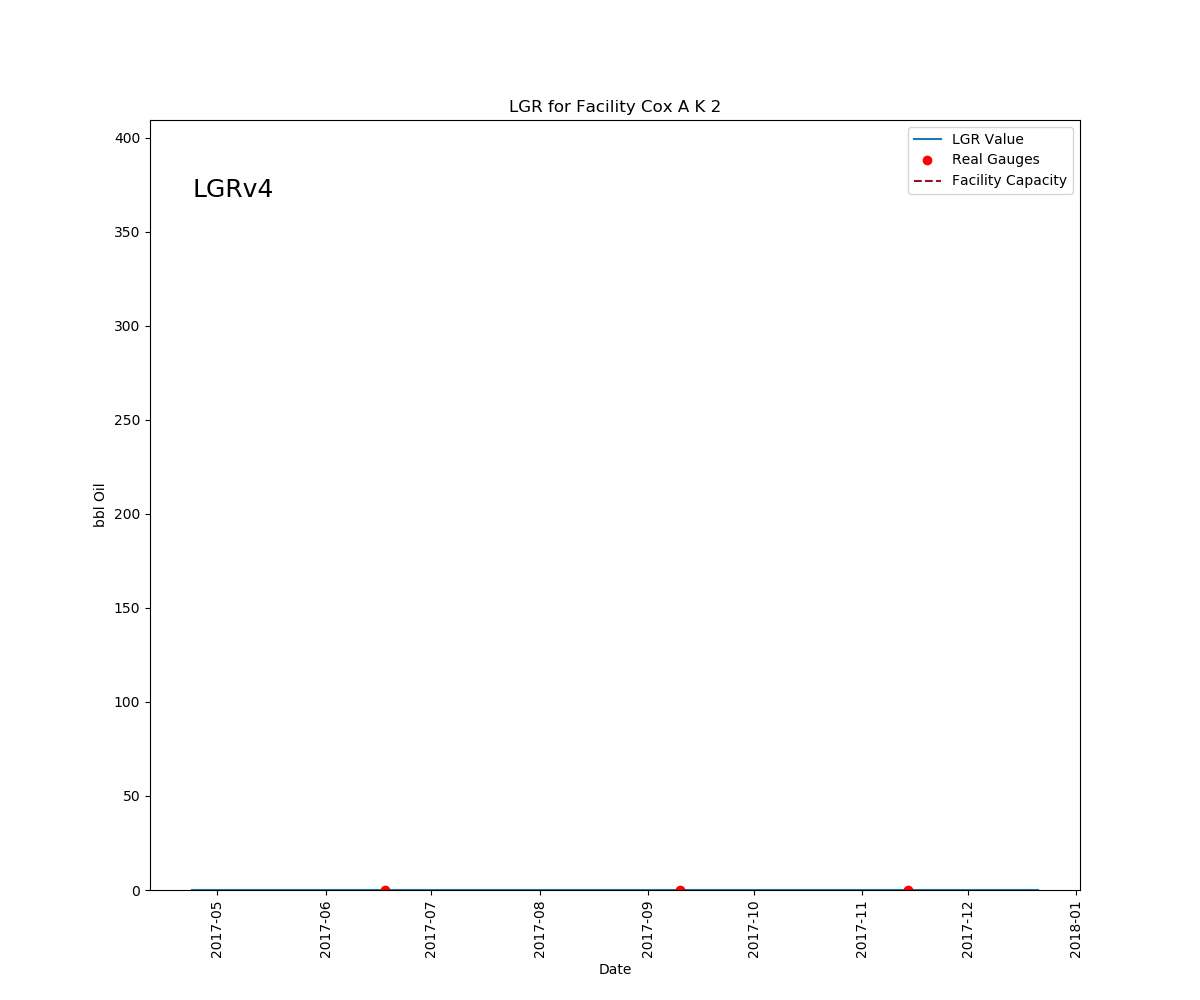 LGR for Facility Cox A K 2
LGRv4
LGR Value
Real Gauges
Facility Capacity
400
350
300
250
200
150
100
50
0
bbl Oil
2017-05
2017-06
2017-07
2017-08
2017-09
2017-10
2017-11
2017-12
2018-01
Date